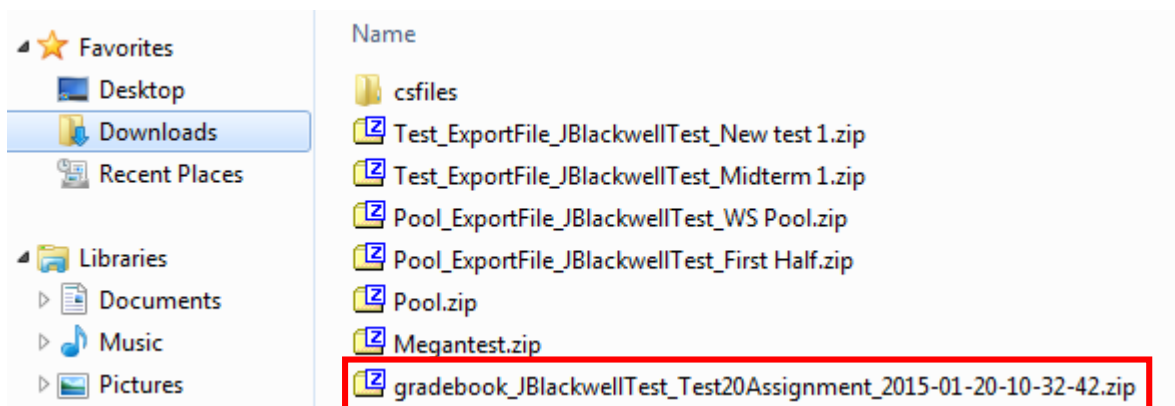 Favorites
Desktop
Downloads
Recent Places
Libraries
Documents
Music
Pictures
Name
csfiles
Test_ExportFile_JBlackwellTest_New test 1.zip
Test_ExportFile_JBlackwellTest_Midterm 1.zip
Pool_ExportFile_JBlackwellTest_WS Pool.zip
Pool_ExportFile_JBlackwellTest_First Half.zip
Pool.zip
Megantest.zip
gradebook_JBlackwellTest_Test20Assignment_2015-01-20-10-32-42.zip